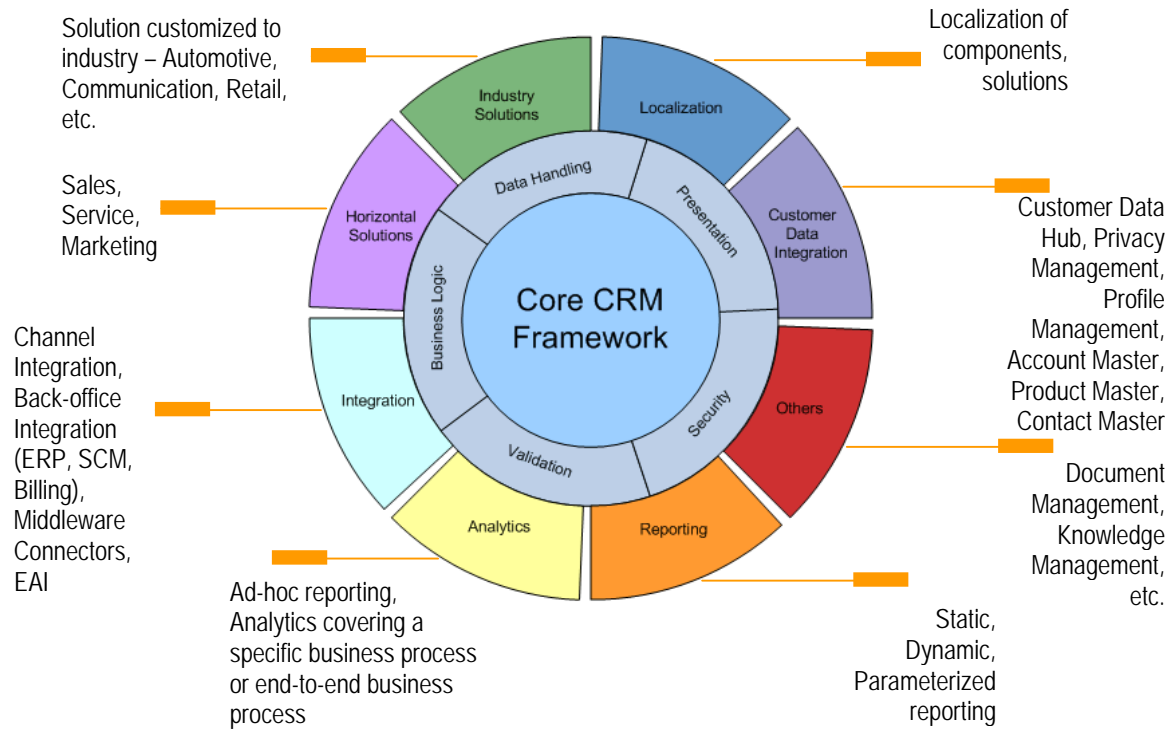 Solution customized to
industry – Automotive,
Communication, Retail,
etc.
Localization of
components,
solutions
Industry
Solutions
Localization
Data Handling
Presentation
Sales,
Service,
Marketing
Horizontal
Solutions
Customer
Data
Integration
Customer Data
Hub, Privacy
Management,
Profile
Management,
Account Master,
Product Master,
Contact Master
Business Logic
Core CRM
Framework
Channel
Integration,
Back-office
Integration
(ERP, SCM,
Billing),
Middleware
Connectors,
EAI
Integration
Security
Others
Validation
Document
Management,
Knowledge
Management,
etc.
Analytics
Reporting
Ad-hoc reporting,
Analytics covering a
specific business process
or end-to-end business
process
Static,
Dynamic,
Parameterized
reporting